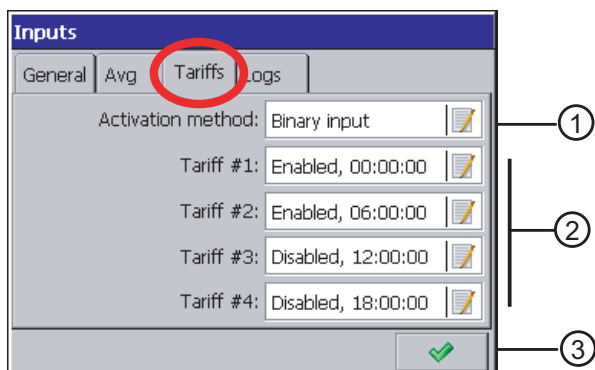 Inputs
General Avg Tariffs Logs
Activation method: Binary input 1
Tariff #1: Enabled, 00:00:00
Tariff #2: Enabled, 06:00:00
2
Tariff #3: Disabled, 12:00:00
Tariff #4: Disabled, 18:00:00
3